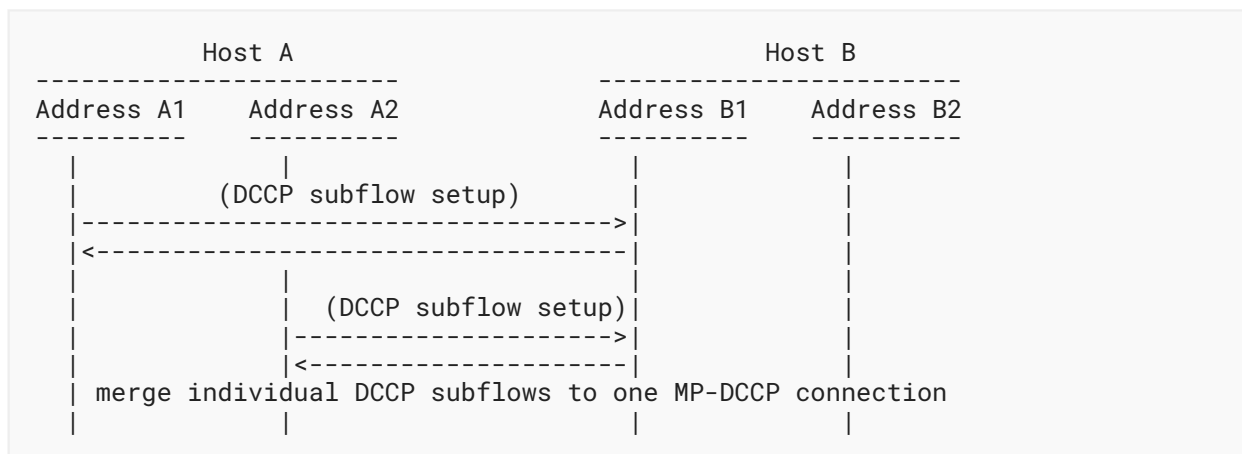 Host A Host B
------------------------ ------------------------
Address A1 Address A2 Address B1 Address B2
---------- ---------- ---------- ----------
| | | |
| (DCCP subflow setup) | |
|----------------------------------->| |
|<-----------------------------------| |
| | | |
| | (DCCP subflow setup)| |
| |--------------------->| |
| |<---------------------| |
| merge individual DCCP subflows to one MP-DCCP connection
| | | |